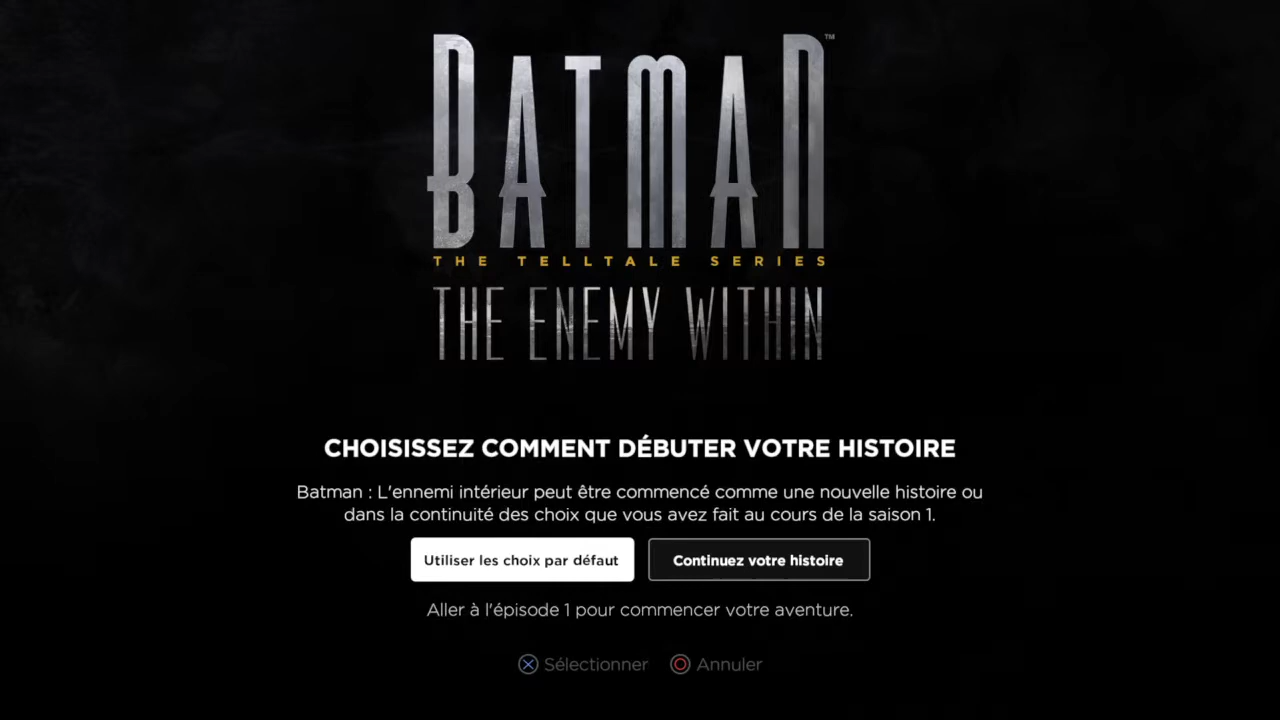 BATMAN™
THE TELLTALE SERIES
THE ENEMY WITHIN
CHOISISSEZ COMMENT DÉBUTER VOTRE HISTOIRE
Batman : L'ennemi intérieur peut être commencé comme une nouvelle histoire ou
dans la continuité des choix que vous avez fait au cours de la saison 1.
Utiliser les choix par défaut
Continuez votre histoire
Aller à l'épisode 1 pour commencer votre aventure.
Sélectionner
Annuler